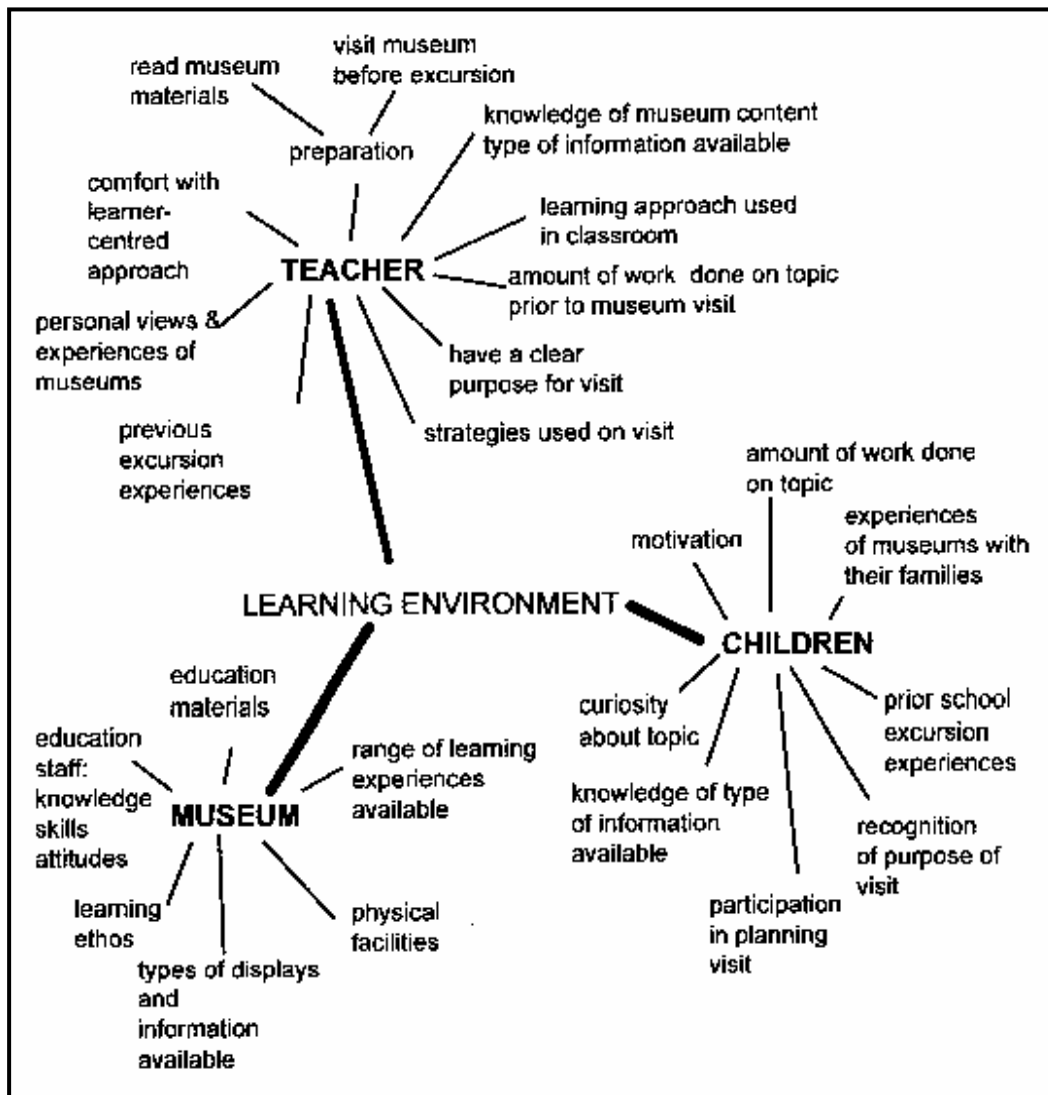 visit museum
before excursion
read museum
materials
preparation
knowledge of museum content
type of information available
comfort with
learner-
centred
approach
learning approach used
in classroom
TEACHER
amount of work done on topic
prior to museum visit
personal views &
experiences of
museums
have a clear
purpose for visit
previous
excursion
experiences
strategies used on visit
LEARNING ENVIRONMENT
amount of work done
on topic
motivation
experiences
of museums with
their families
CHILDREN
curiosity
about topic
prior school
excursion
experiences
knowledge of type
of information
available
recognition
of purpose of
visit
participation
in planning
visit
education
materials
education
staff:
knowledge
skills
attitudes
range of learning
experiences
available
MUSEUM
learning
ethos
physical
facilities
types of displays
and
information
available